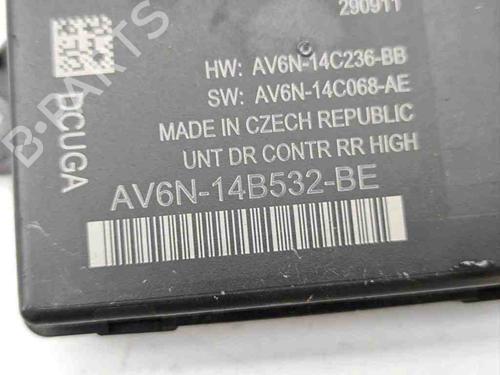 290911
HW: AV6N-14C236-BB
SW: AV6N-14C068-AE
MADE IN CZECH REPUBLIC
UNT DR CONTR RR HIGH
AV6N-14B532-BE
DCUGA
B-PARTS